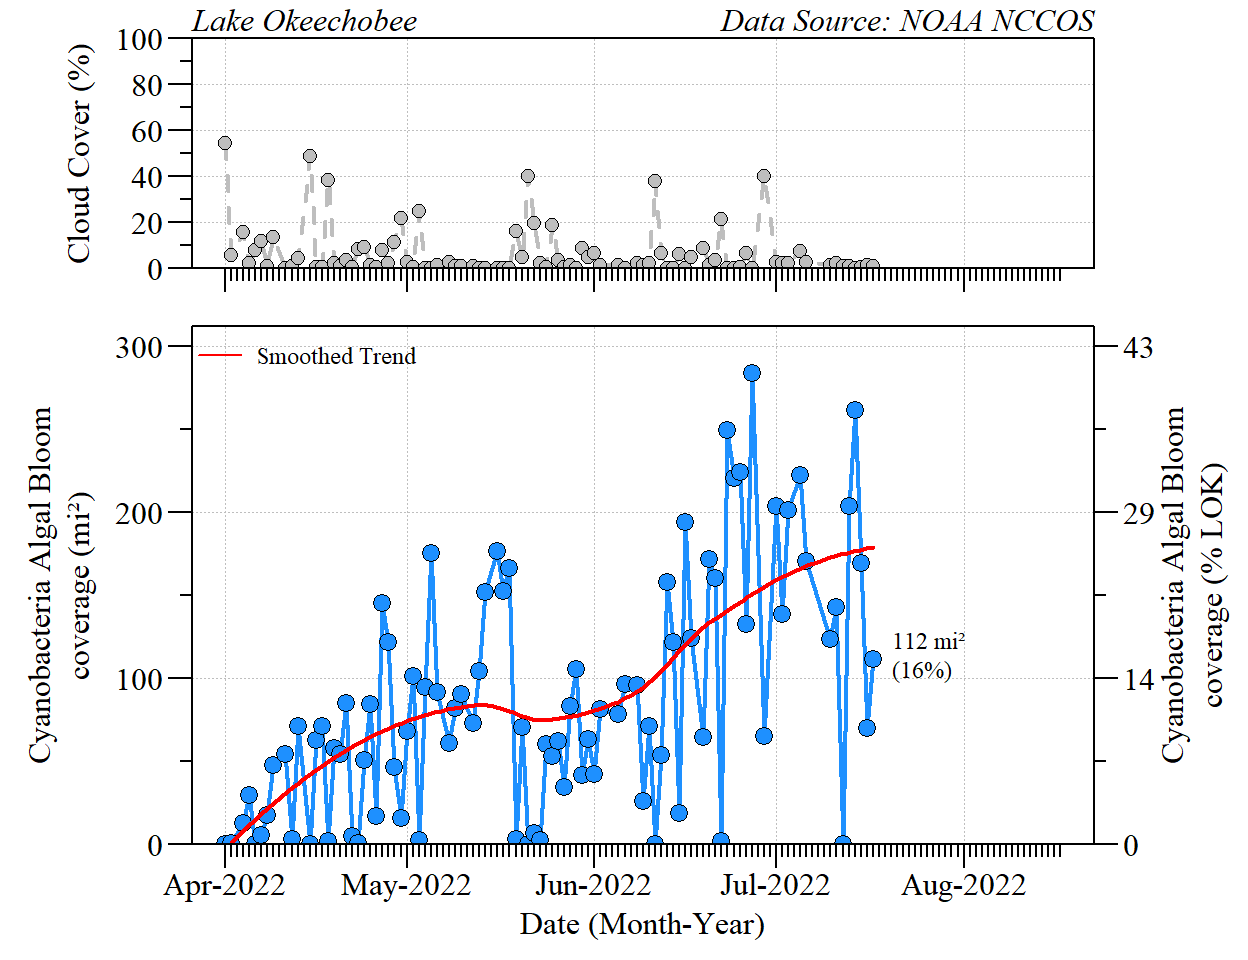 Lake Okeechobee
Data Source: NOAA NCCOS
Cloud Cover (%)
100
80
60
40
20
0
Smoothed Trend
Cyanobacteria Algal Bloom
coverage (mi²)
300
200
100
0
43
29
14
0
Cyanobacteria Algal Bloom
coverage (% LOK)
112 mi²
(16%)
Apr-2022
May-2022
Jun-2022
Jul-2022
Aug-2022
Date (Month-Year)